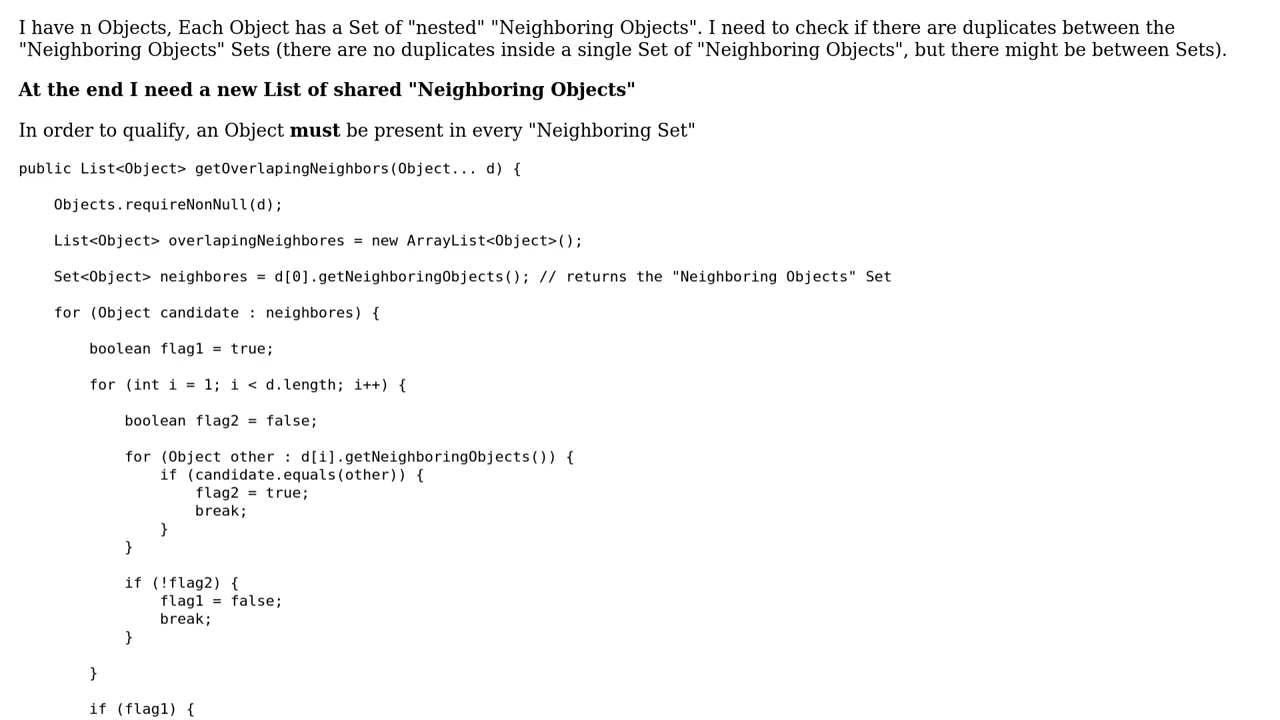 I have n Objects, Each Object has a Set of "nested" "Neighboring Objects". I need to check if there are duplicates between the
"Neighboring Objects" Sets (there are no duplicates inside a single Set of "Neighboring Objects", but there might be between Sets).
At the end I need a new List of shared "Neighboring Objects"
In order to qualify, an Object must be present in every "Neighboring Set"
public List<Object> getOverlapingNeighbors(Object... d) {
Objects.requireNonNull(d);
List<Object> overlapingNeighbores = new ArrayList<Object>();
Set<Object> neighbores = d[0].getNeighboringObjects(); // returns the "Neighboring Objects" Set
for (Object candidate : neighbores) {
boolean flag1 = true;
for (int i = 1; i < d.length; i++) {
boolean flag2 = false;
for (Object other : d[i].getNeighboringObjects()) {
if (candidate.equals(other)) {
flag2 = true;
break;
}
}
if (!flag2) {
flag1 = false;
break;
}
}
if (flag1) {